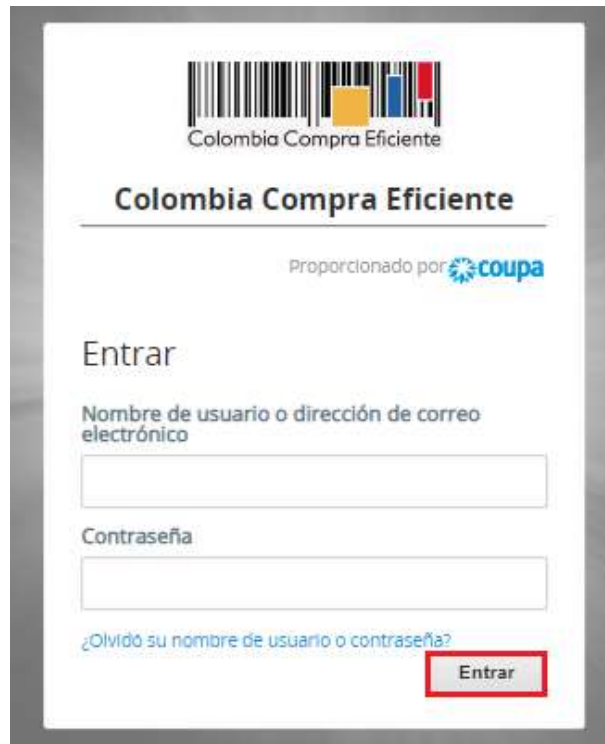 Colombia Compra Eficiente
Colombia Compra Eficiente
Proporcionado por coupa
Entrar
Nombre de usuario o dirección de correo
electrónico
Contraseña
¿Olvidó su nombre de usuario o contraseña?
Entrar